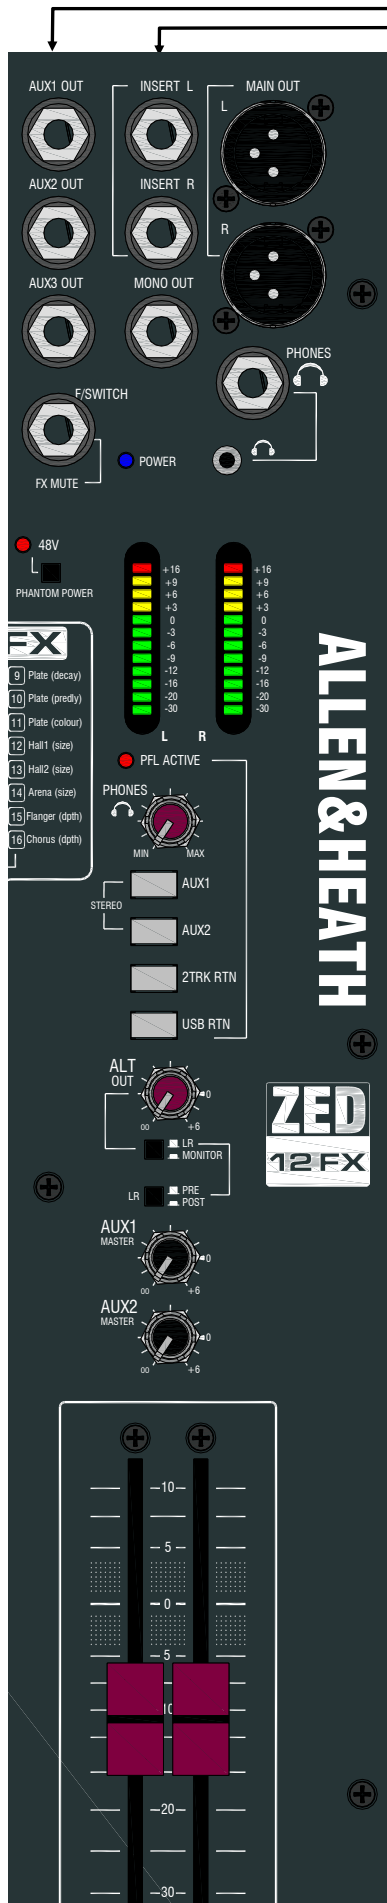 AUX1 OUT
INSERT L
MAIN OUT
L
AUX2 OUT
INSERT R
R
AUX3 OUT
MONO OUT
PHONES
F/SWITCH
POWER
FX MUTE
48V
PHANTOM POWER
+16
+9
+6
+3
0
-3
-6
-9
-12
-16
-20
-30
+16
+9
+6
+3
0
-3
-6
-9
-12
-16
-20
-30
L R
FX
9 Plate (decay)
10 Plate (predly)
11 Plate (colour)
12 Hall1 (size)
13 Hall2 (size)
14 Arena (size)
15 Flanger (dpth)
16 Chorus (dpth)
ALLEN&HEATH
PFL ACTIVE
PHONES
MIN MAX
AUX1
STEREO
AUX2
2TRK RTN
USB RTN
ALT
OUT
0
∞ +6
LR
MONITOR
LR
PRE
POST
ZED
12FX
AUX1
MASTER
0
∞ +6
AUX2
MASTER
0
∞ +6
10
5
0
5
10
20
30